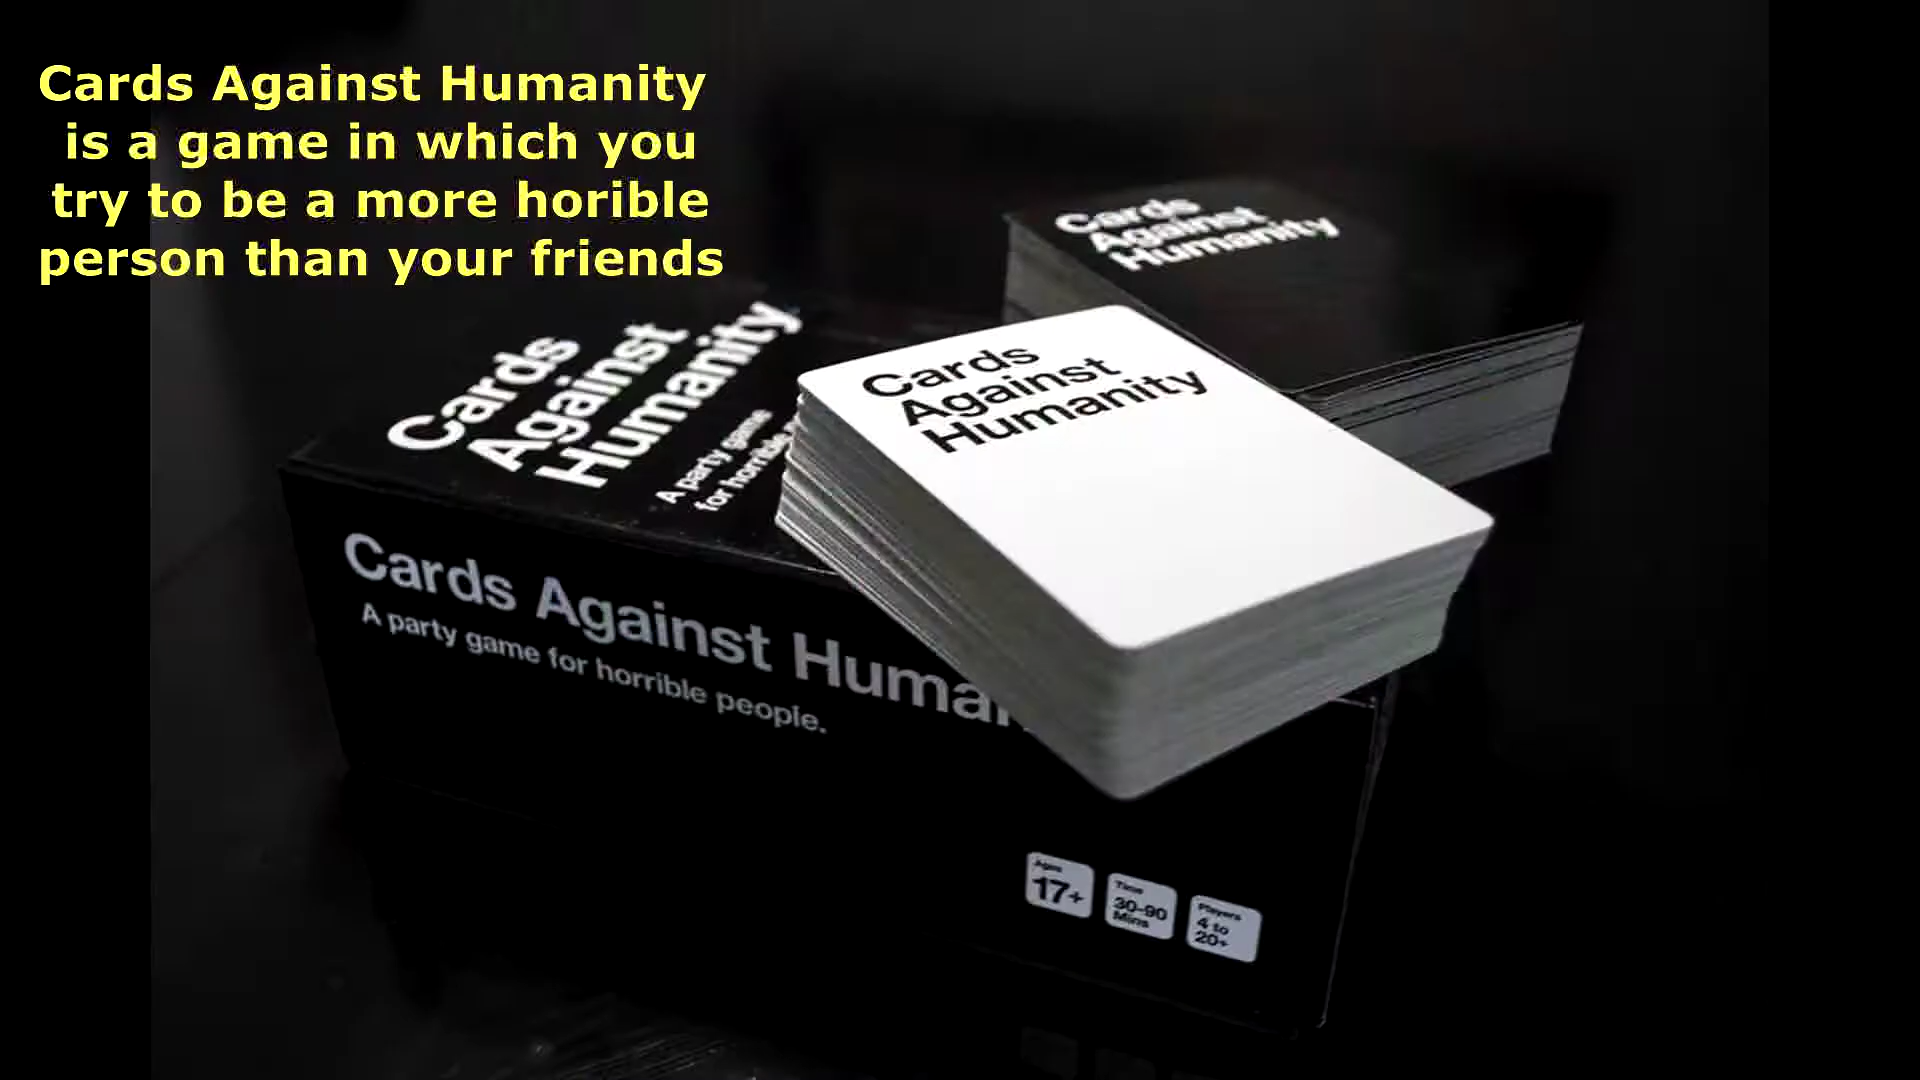 Cards Against Humanity
is a game in which you
try to be a more horible
person than your friends
Cards
Against
Humanity
Cards
Against
Humanity
A party game
for horrible
Cards
Against
Humanity
Cards Against Human
A party game for horrible people.
Ages
17+
Time
30-90
Mins
Players
4 to
20+